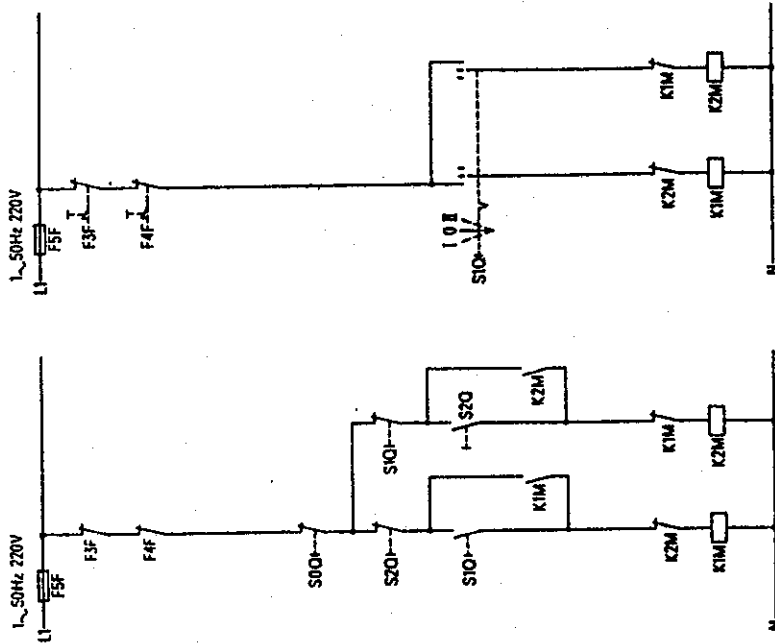 1~50Hz 220V
L1
F5F
F3F
F4F
S0Q
S1Q
S2Q
S2Q
S1Q
K2M
K1M
K1M
K2M
K2M
K1M
N
1~50Hz 220V
L1
F5F
F3F
F4F
I 0 II
S1Q
K1M
K2M
K2M
K1M
N